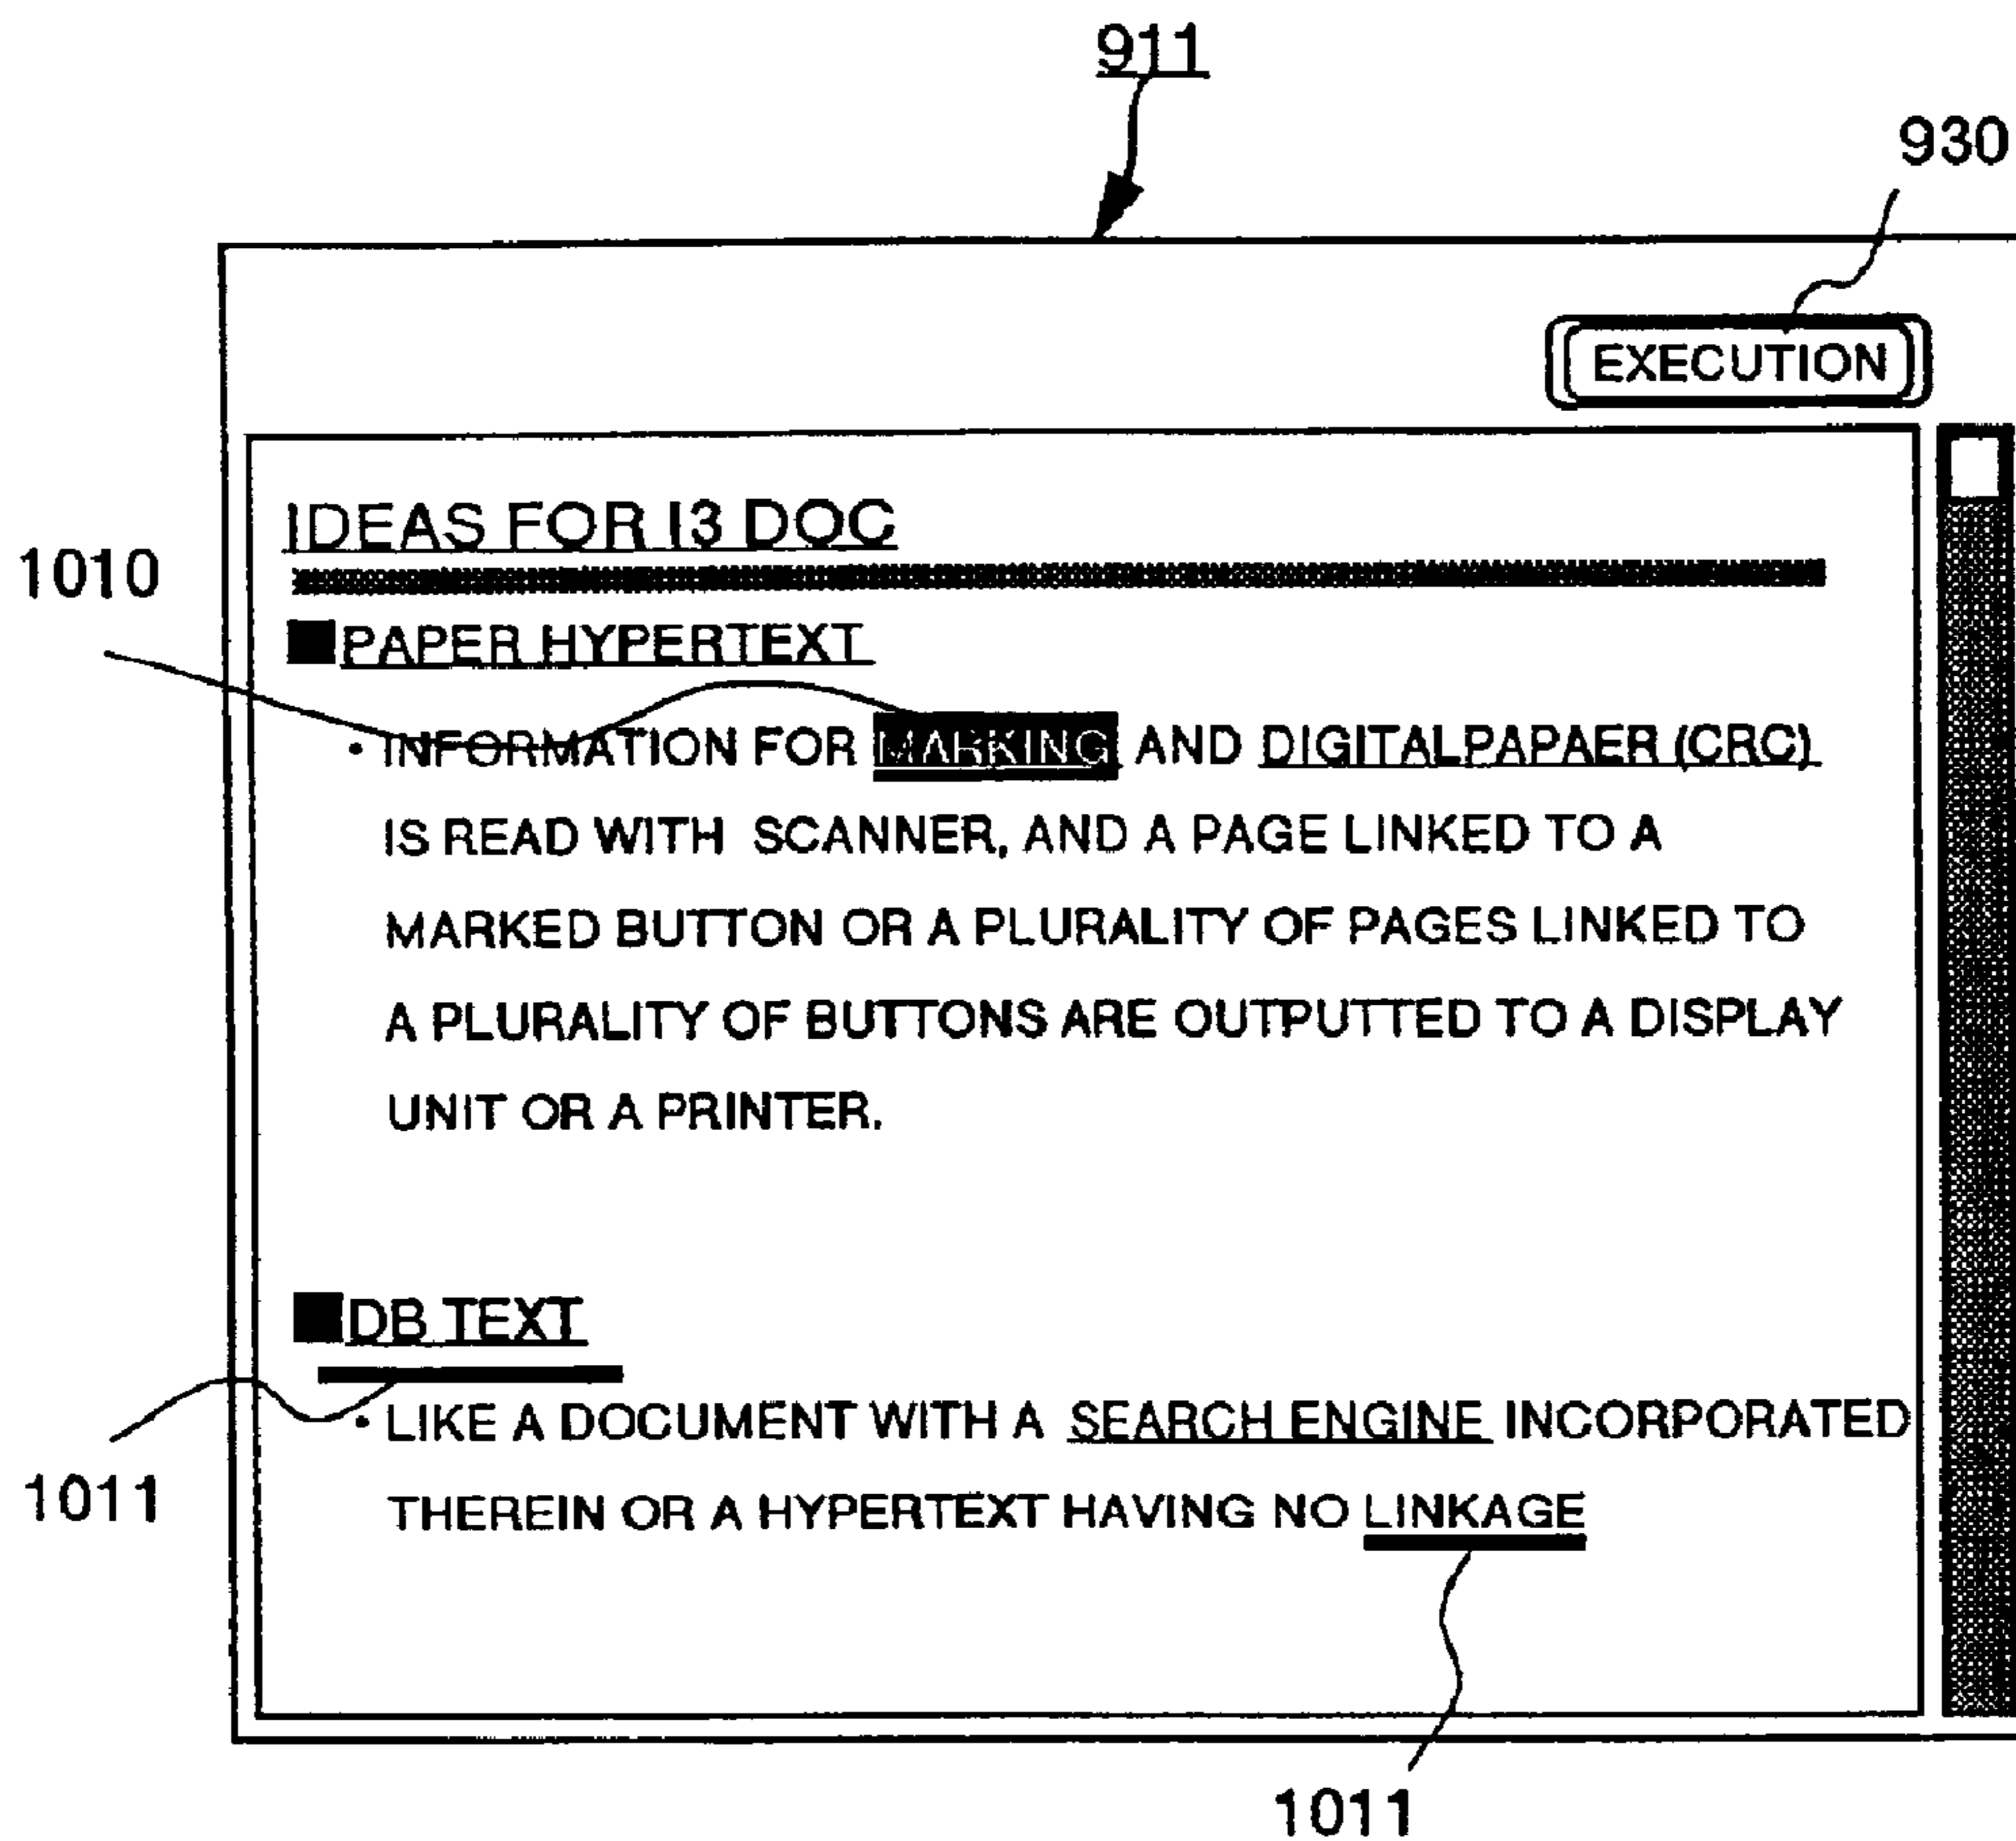 911
930
EXECUTION
IDEAS FOR I3 DOC
1010
PAPER HYPERTEXT
• INFORMATION FOR MARKING AND DIGITALPAPAER (CRC)
IS READ WITH SCANNER, AND A PAGE LINKED TO A
MARKED BUTTON OR A PLURALITY OF PAGES LINKED TO
A PLURALITY OF BUTTONS ARE OUTPUTTED TO A DISPLAY
UNIT OR A PRINTER.
DB TEXT
• LIKE A DOCUMENT WITH A SEARCH ENGINE INCORPORATED
1011
THEREIN OR A HYPERTEXT HAVING NO LINKAGE
1011